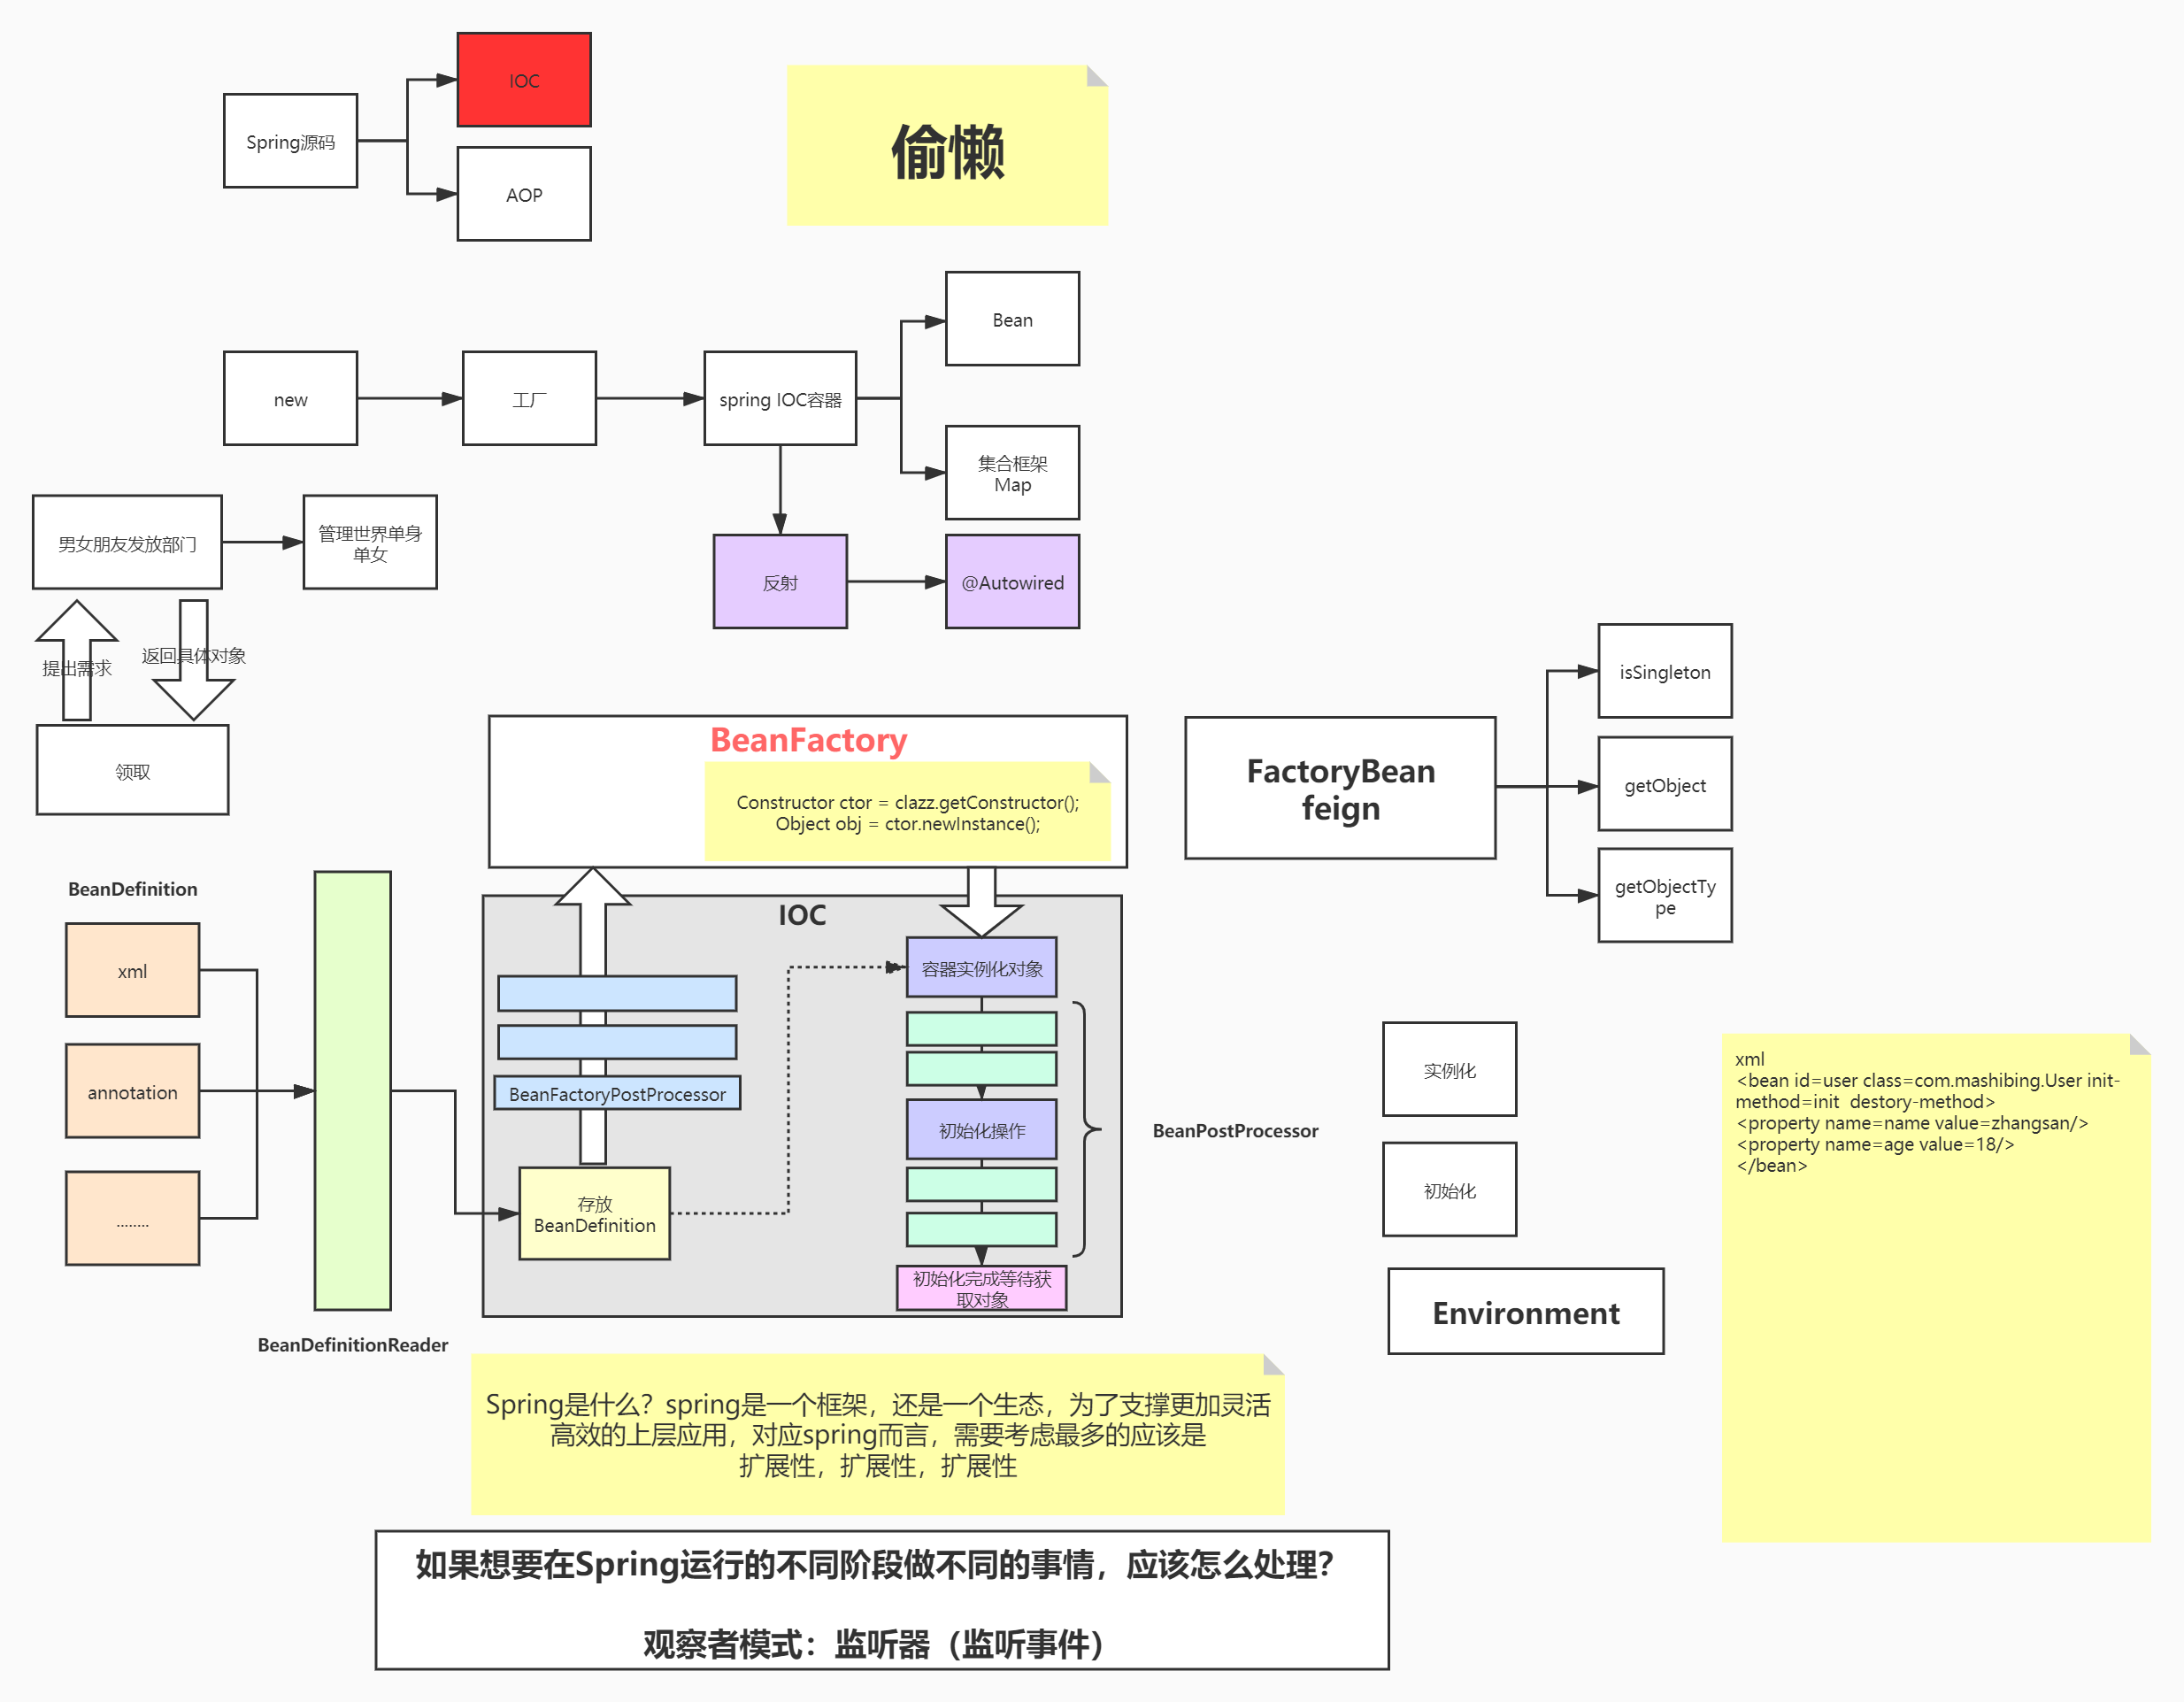 IOC
Spring源码
AOP
偷懒
Bean
new
工厂
spring IOC容器
集合框架
Map
男女朋友发放部门
管理世界单身
单女
反射
@Autowired
提出需求
返回具体对象
领取
isSingleton
BeanFactory
Constructor ctor = clazz.getConstructor();
Object obj = ctor.newInstance();
FactoryBean
feign
getObject
getObjectTy
pe
BeanDefinition
xml
annotation
........
BeanDefinitionReader
IOC
BeanFactoryPostProcessor
存放
BeanDefinition
容器实例化对象
初始化操作
初始化完成等待获
取对象
BeanPostProcessor
实例化
初始化
Environment
xml
<bean id=user class=com.mashibing.User init-
method=init  destory-method>
<property name=name value=zhangsan/>
<property name=age value=18/>
</bean>
Spring是什么？spring是一个框架，还是一个生态，为了支撑更加灵活
高效的上层应用，对应spring而言，需要考虑最多的应该是
扩展性，扩展性，扩展性
如果想要在Spring运行的不同阶段做不同的事情，应该怎么处理？
观察者模式：监听器（监听事件）